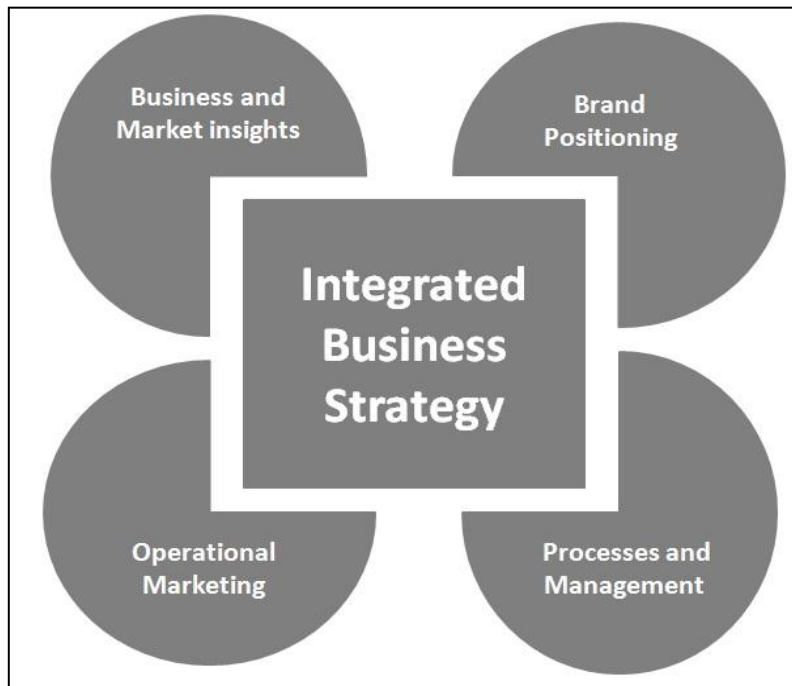 Business and
Market insights
Brand
Positioning
Integrated
Business
Strategy
Operational
Marketing
Processes and
Management